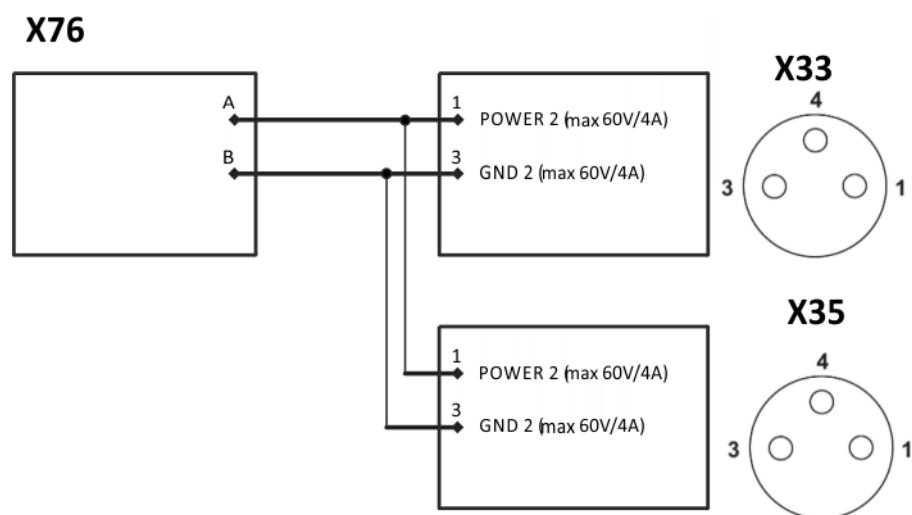 X76
X33
A
1
POWER 2 (max 60V/4A)
4
B
3
GND 2 (max 60V/4A)
3
1
X35
1
POWER 2 (max 60V/4A)
4
3
GND 2 (max 60V/4A)
3
1